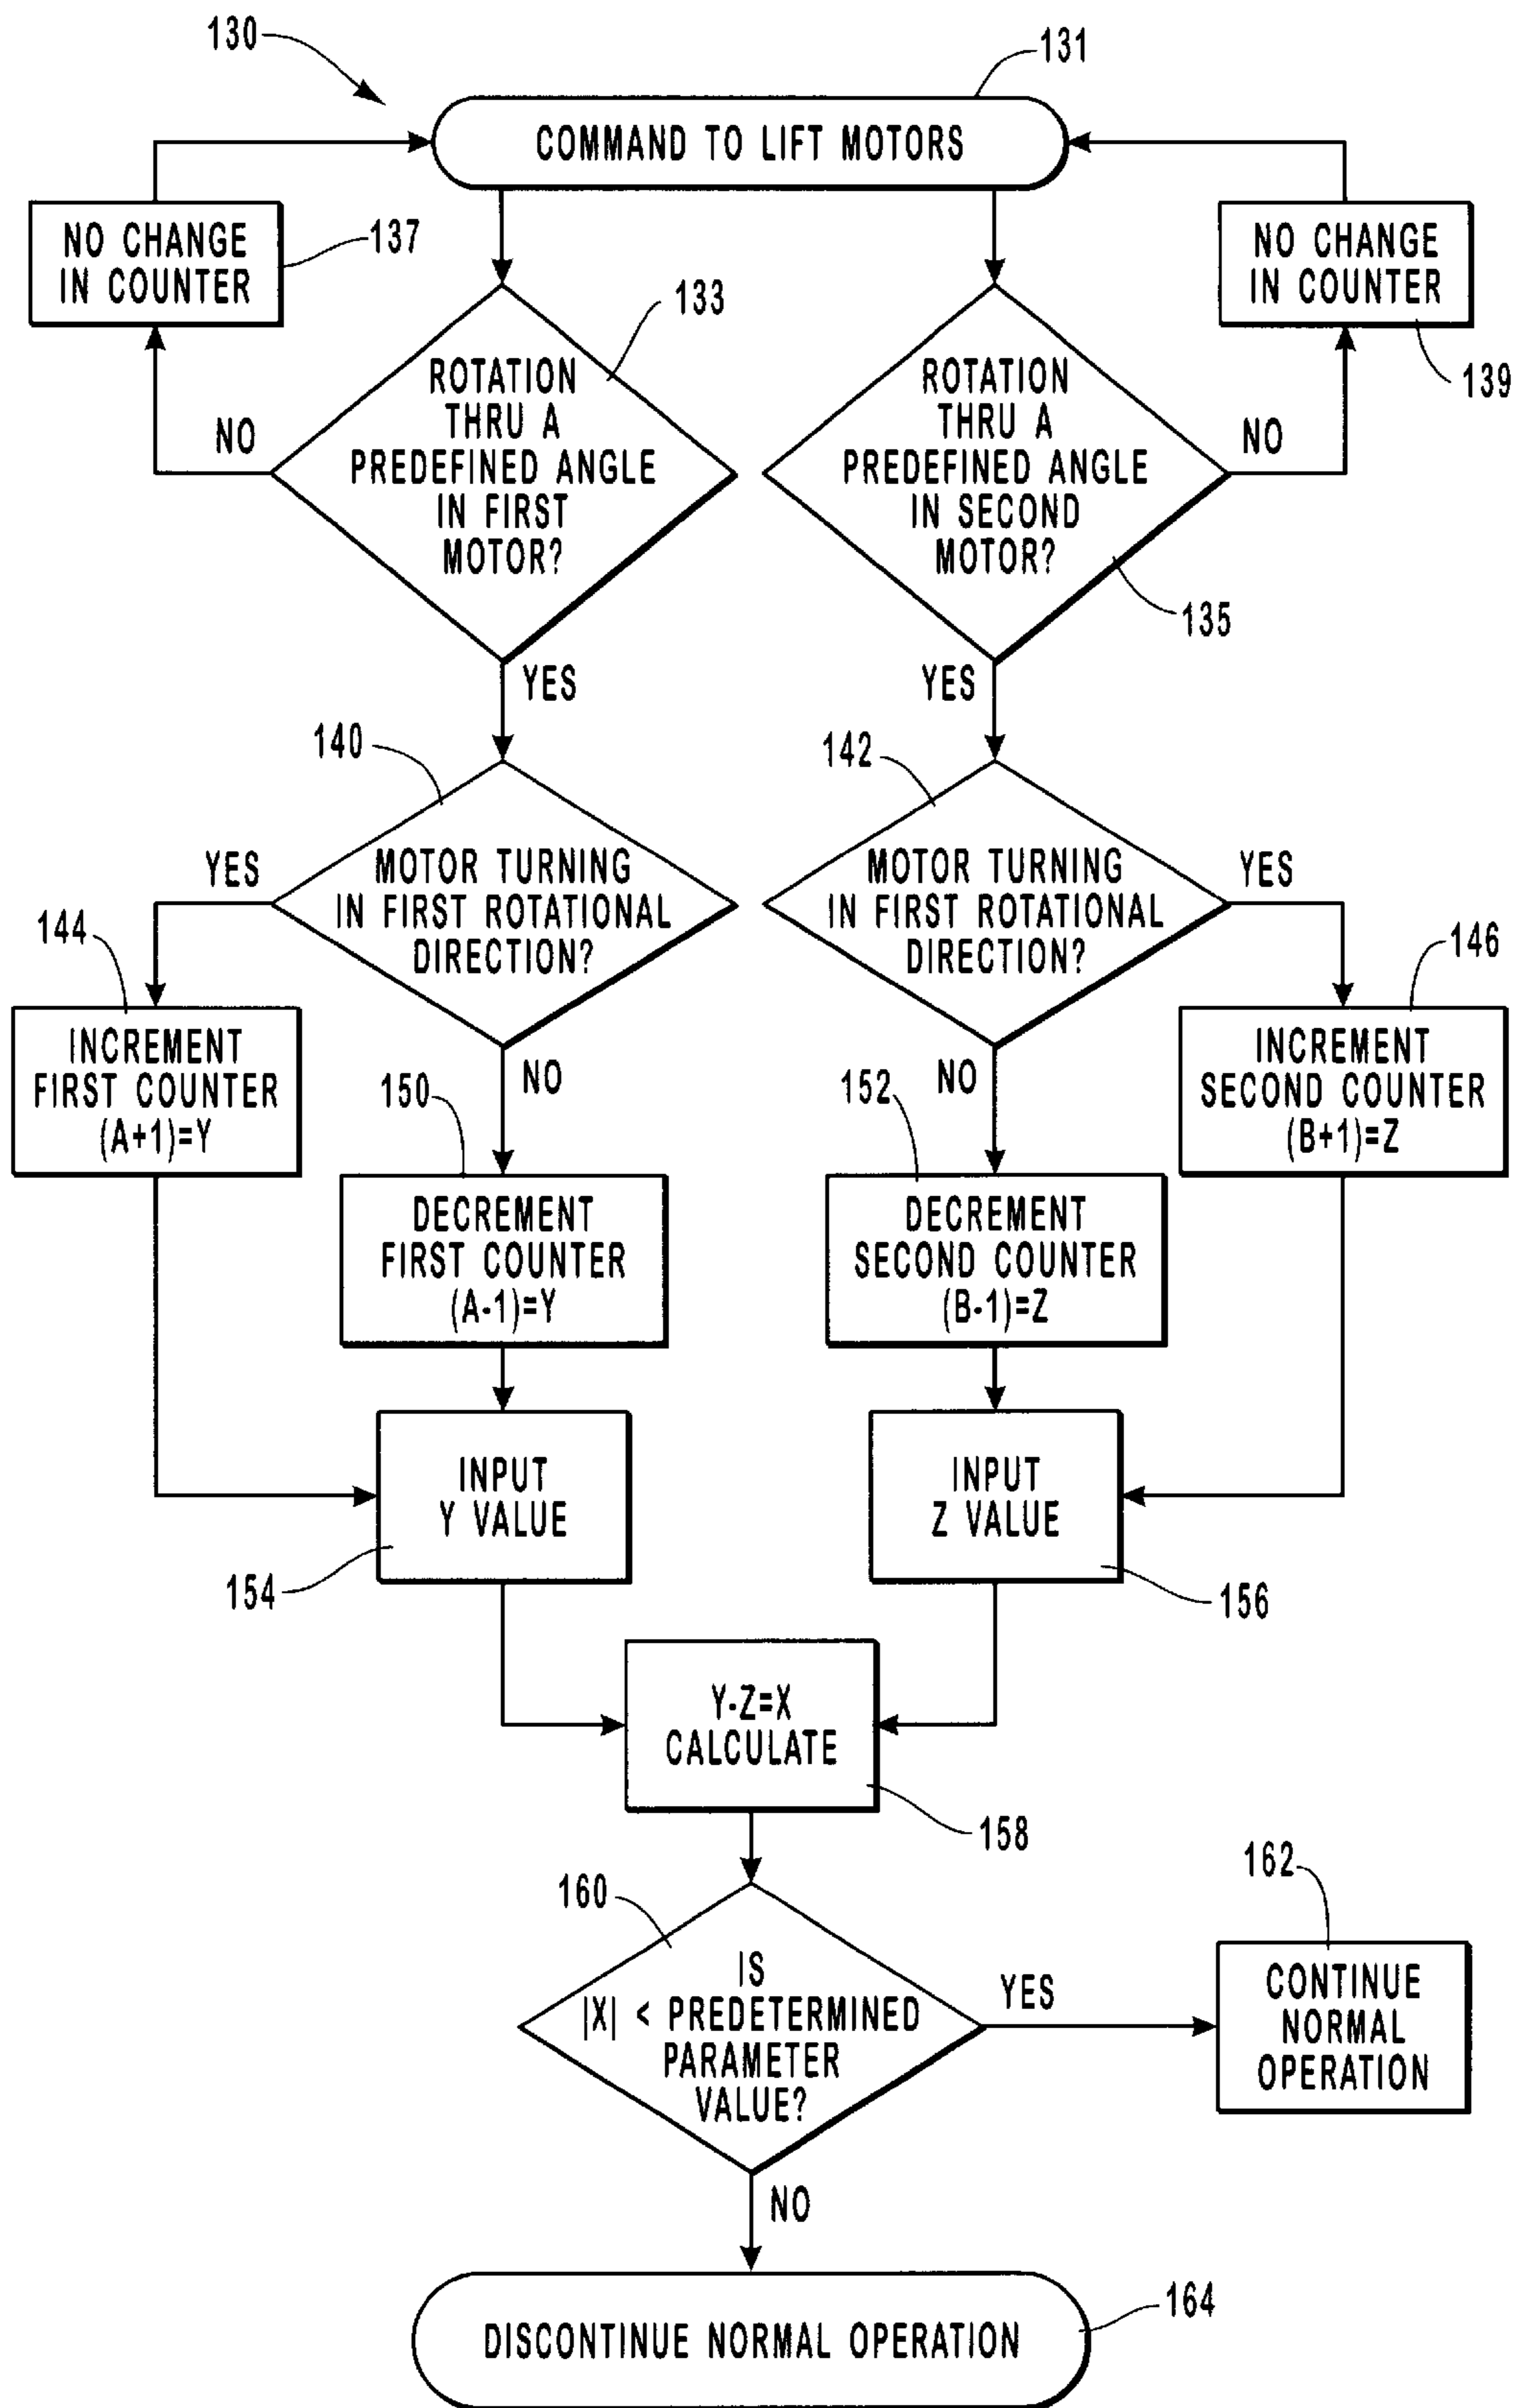 130
131
COMMAND TO LIFT MOTORS
NO CHANGE
IN COUNTER
137
NO CHANGE
IN COUNTER
139
133
ROTATION
THRU A
PREDEFINED ANGLE
IN FIRST
MOTOR?
NO
ROTATION
THRU A
PREDEFINED ANGLE
IN SECOND
MOTOR?
NO
135
YES
YES
140
142
MOTOR TURNING
IN FIRST ROTATIONAL
DIRECTION?
YES
MOTOR TURNING
IN FIRST ROTATIONAL
DIRECTION?
YES
144
146
INCREMENT
FIRST COUNTER
(A+1)=Y
NO
150
DECREMENT
FIRST COUNTER
(A-1)=Y
NO
152
DECREMENT
SECOND COUNTER
(B-1)=Z
INCREMENT
SECOND COUNTER
(B+1)=Z
INPUT
Y VALUE
154
INPUT
Z VALUE
156
Y-Z=X
CALCULATE
158
160
IS
|X| < PREDETERMINED
PARAMETER
VALUE?
YES
162
CONTINUE
NORMAL
OPERATION
NO
164
DISCONTINUE NORMAL OPERATION